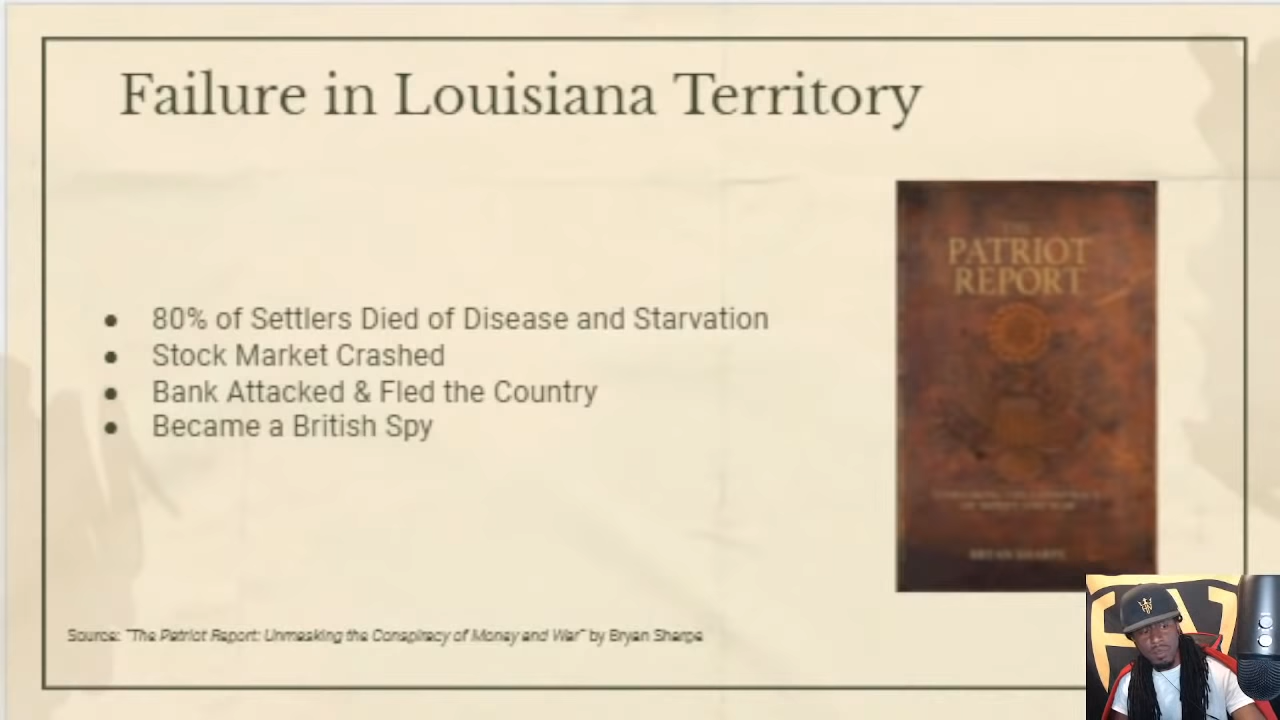 Failure in Louisiana Territory
● 80% of Settlers Died of Disease and Starvation
● Stock Market Crashed
● Bank Attacked & Fled the Country
● Became a British Spy
THE
PATRIOT
REPORT
BRYAN SHARPE
Source: "The Patriot Report: Unmasking the Conspiracy of Money and War" by Bryan Sharpe